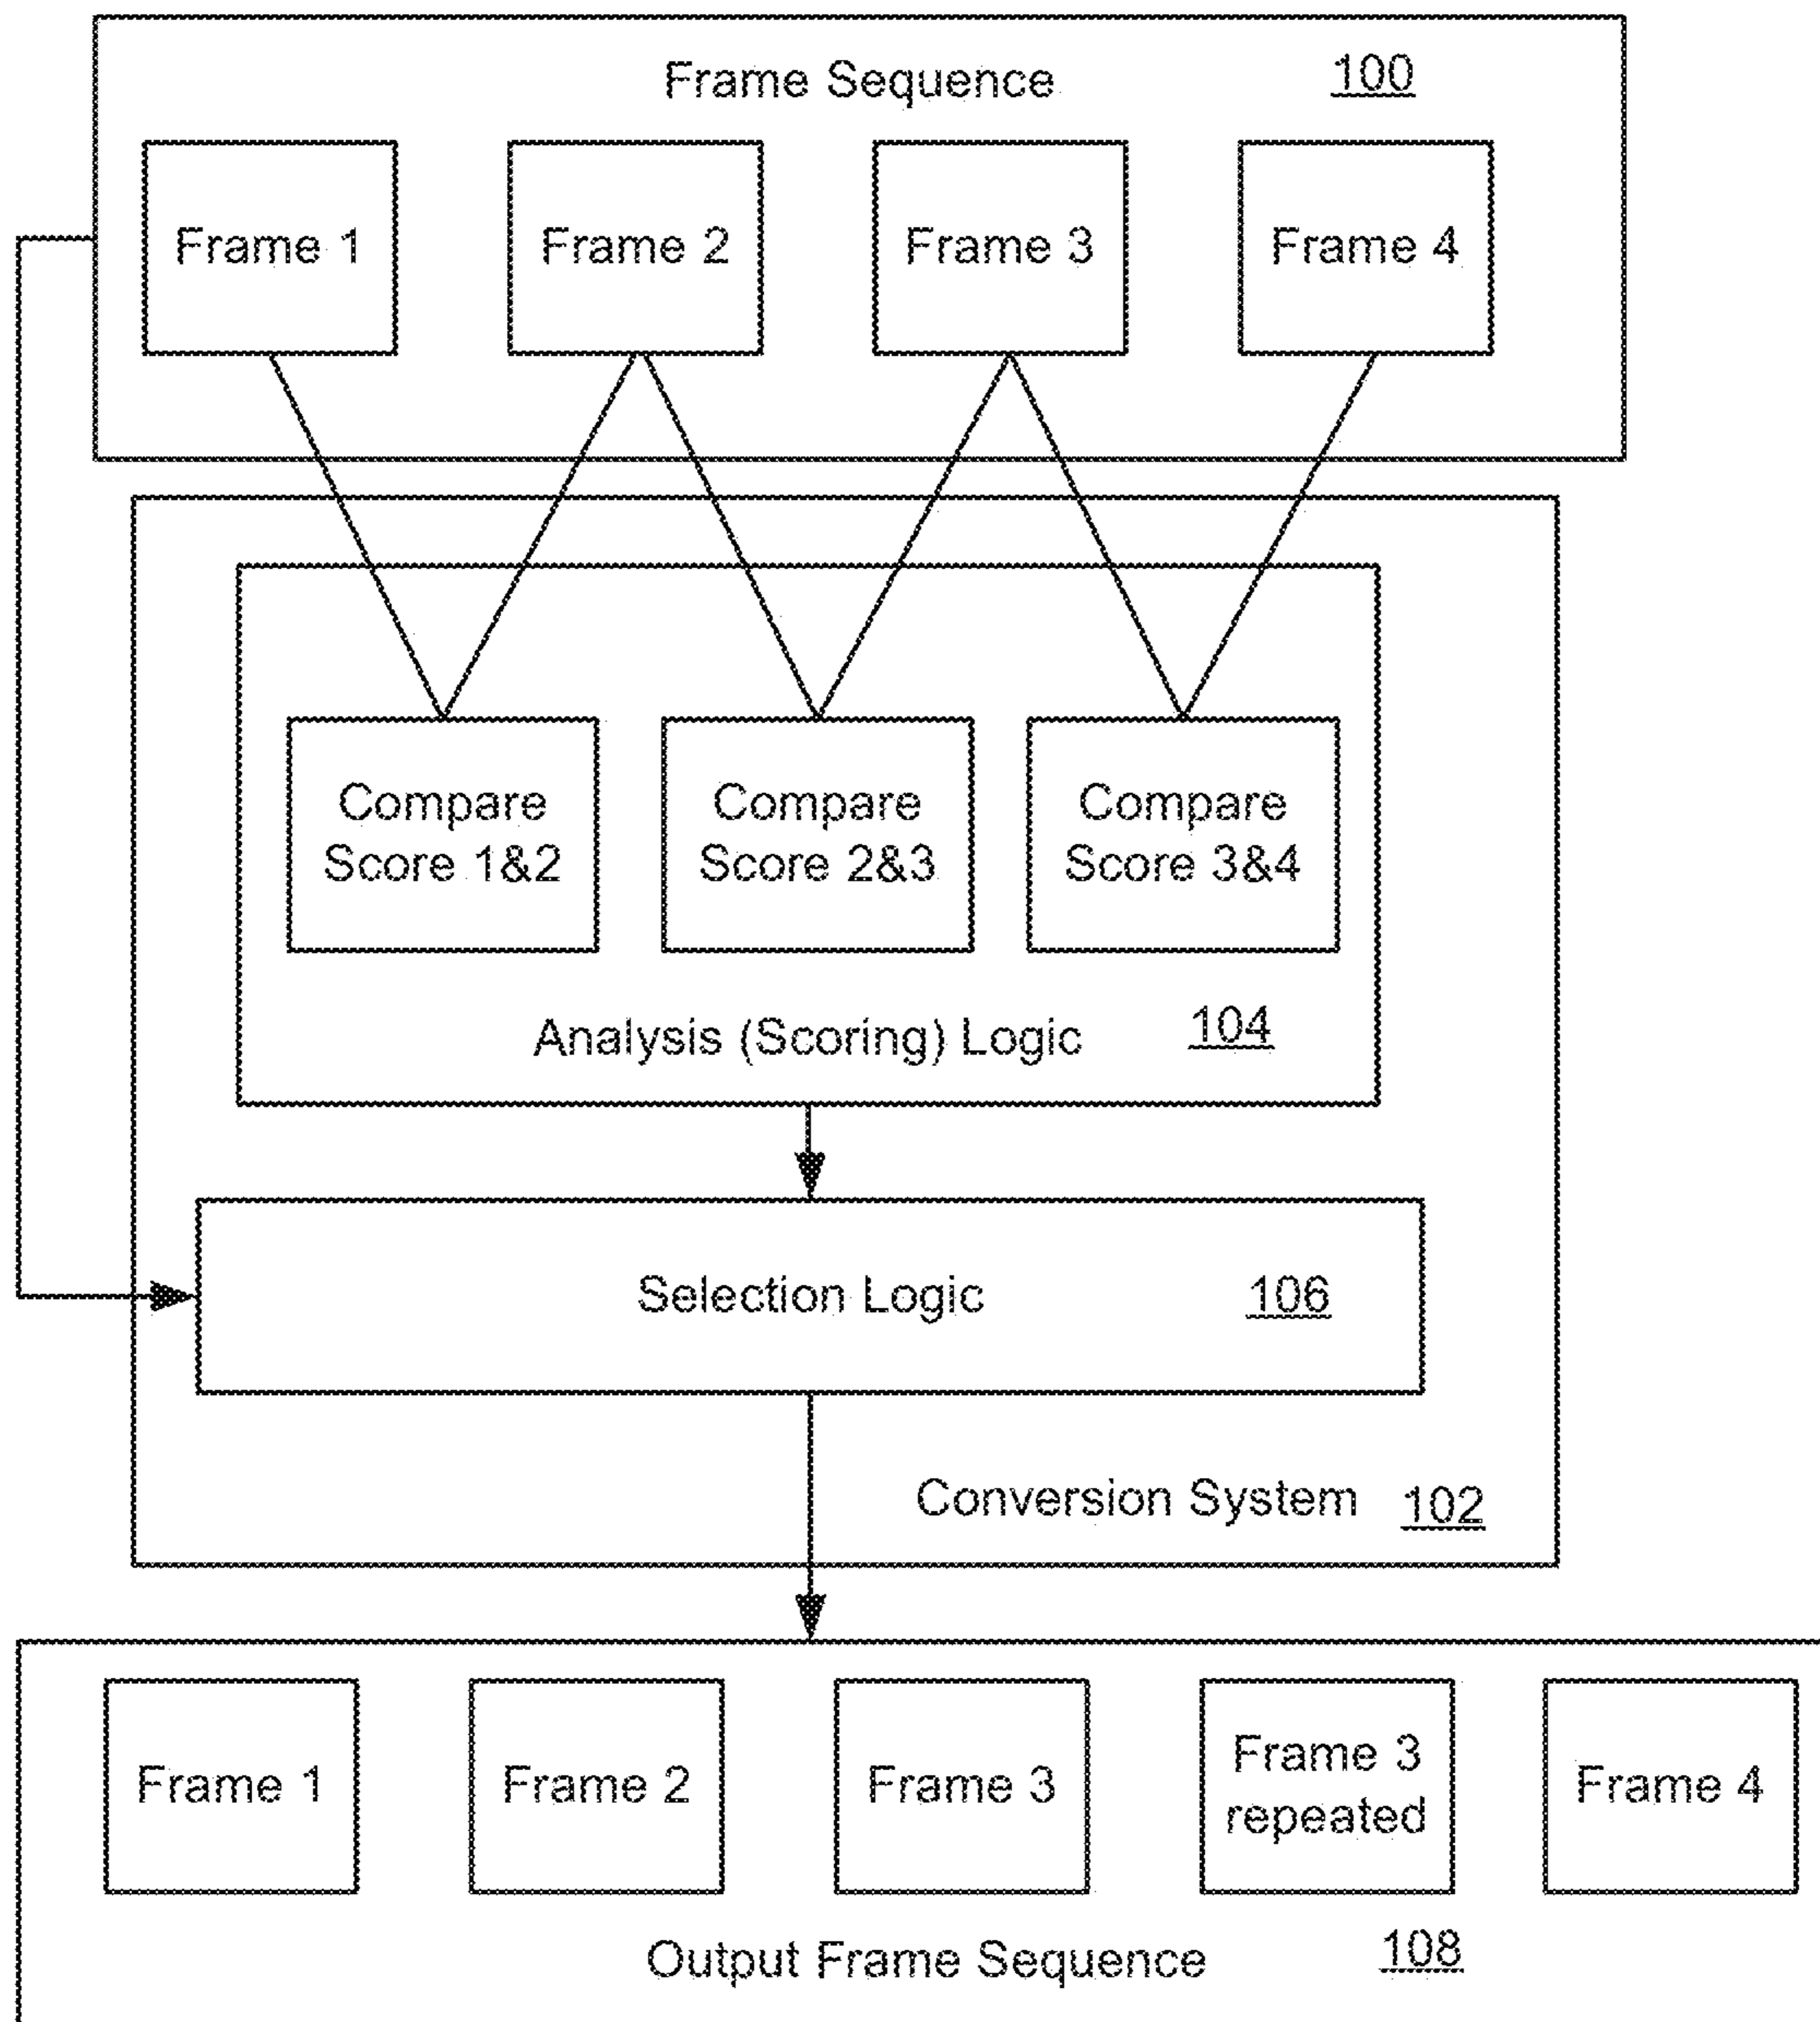 Frame Sequence 100
Frame 1
Frame 2
Frame 3
Frame 4
Compare
Score 1&2
Compare
Score 2&3
Compare
Score 3&4
Analysis (Scoring) Logic 104
Selection Logic 106
Conversion System 102
Frame 1
Frame 2
Frame 3
Frame 3
repeated
Frame 4
Output Frame Sequence 108